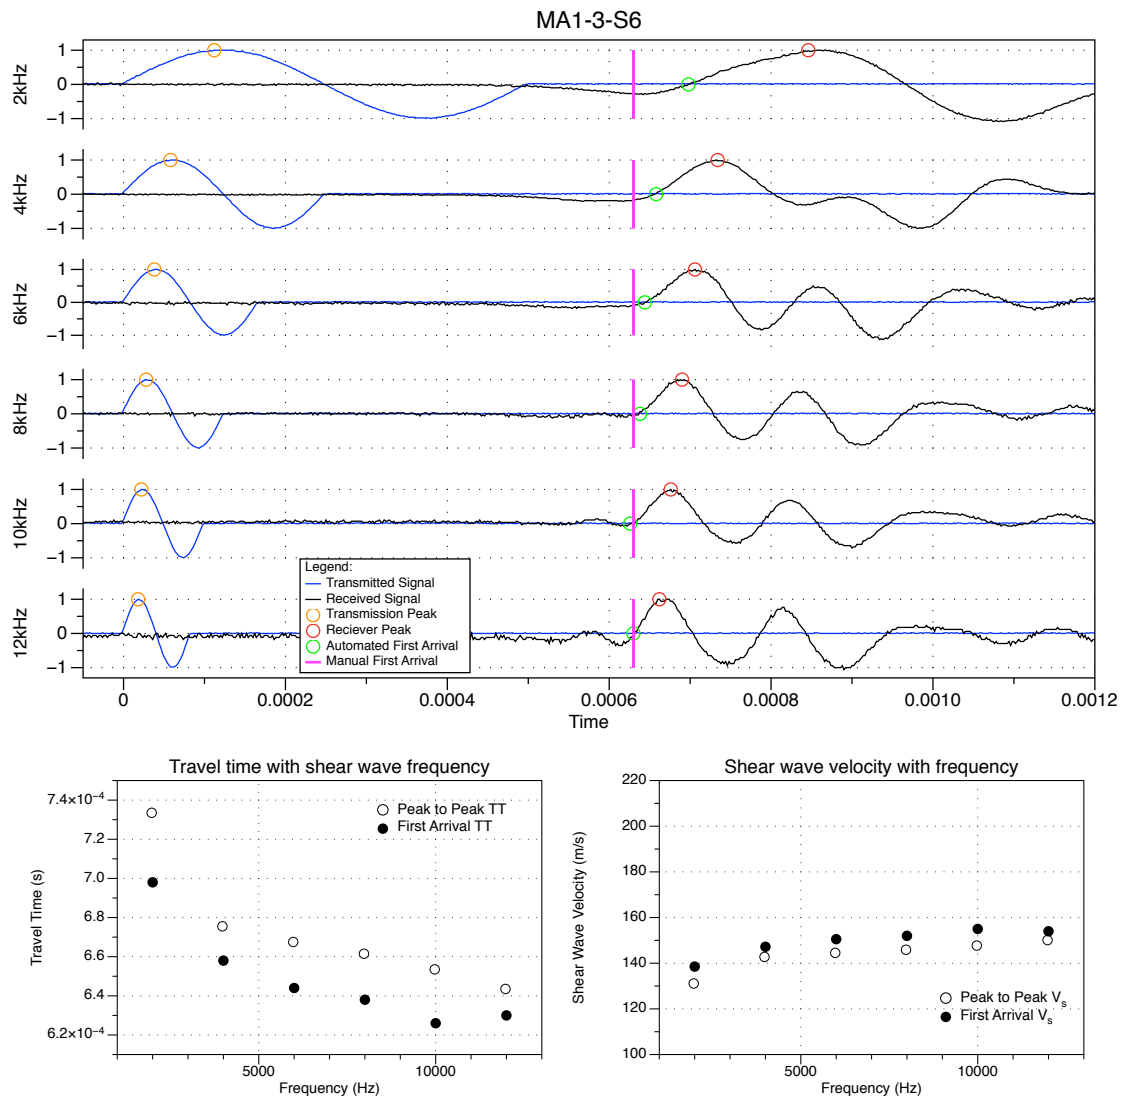 MA1-3-S6
2kHz
1
0
−1
4kHz
1
0
−1
6kHz
1
0
−1
8kHz
1
0
−1
10kHz
1
0
−1
12kHz
1
0
−1
Legend:
Transmitted Signal
Received Signal
Transmission Peak
Reciever Peak
Automated First Arrival
Manual First Arrival
0 0.0002 0.0004 0.0006 0.0008 0.0010 0.0012
Time
Travel time with shear wave frequency
Travel Time (s)
7.4×10⁻⁴
7.2
7.0
6.8
6.6
6.4
6.2×10⁻⁴
Peak to Peak TT
First Arrival TT
5000 10000
Frequency (Hz)
Shear wave velocity with frequency
Shear Wave Velocity (m/s)
220
200
180
160
140
120
100
Peak to Peak Vₛ
First Arrival Vₛ
5000 10000
Frequency (Hz)